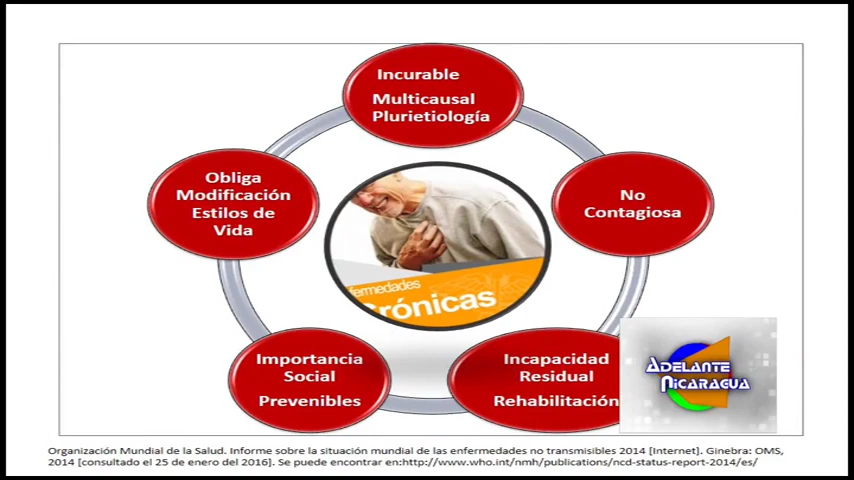 Incurable
Multicausal
Plurietiología
Obliga
Modificación
Estilos de
Vida
No
Contagiosa
fermedades
Crónicas
Importancia
Social
Prevenibles
Incapacidad
Residual
Rehabilitación
ADELANTE
NICARAGUA
Organización Mundial de la Salud. Informe sobre la situación mundial de las enfermedades no transmisibles 2014 [Internet]. Ginebra: OMS,
2014 [consultado el 25 de enero del 2016]. Se puede encontrar en:http://www.who.int/nmh/publications/ncd-status-report-2014/es/